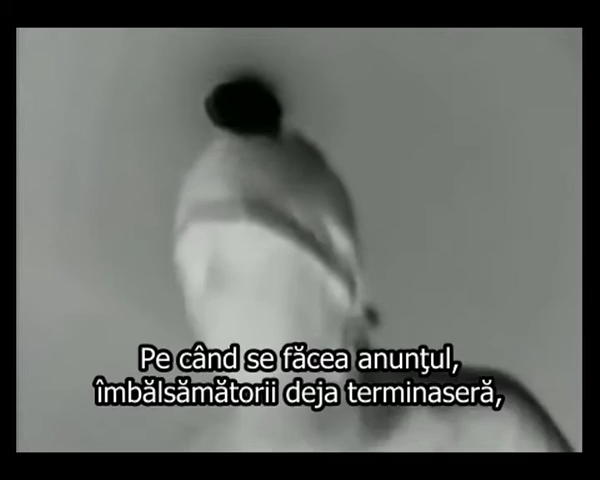 Pe când se făcea anunţul,
îmbălsămătorii deja terminaseră,